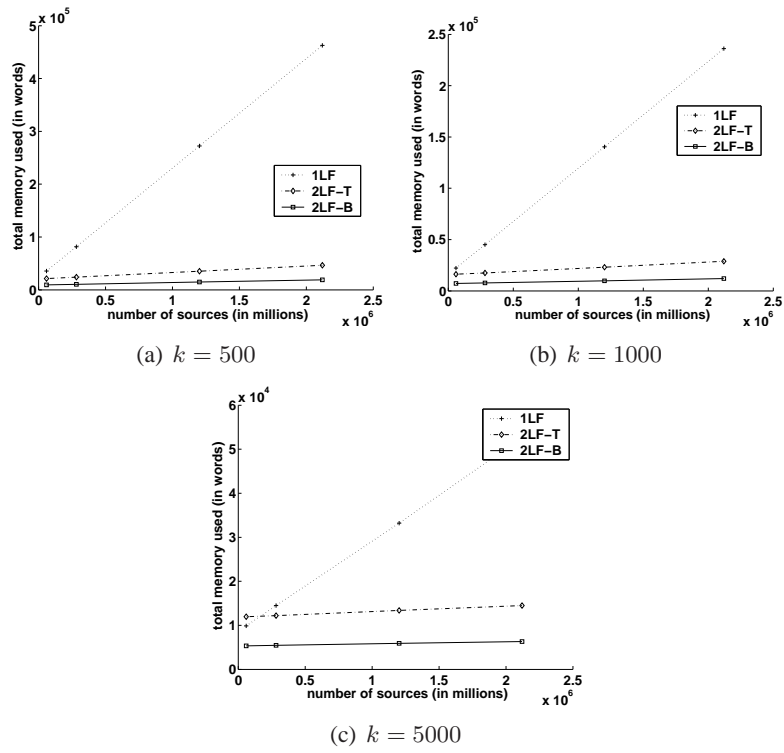 x 10^5
5
4
3
2
1
0
0 0.5 1 1.5 2 2.5
x 10^6
number of sources (in millions)
total memory used (in words)
1LF
2LF−T
2LF−B
(a) k = 500
x 10^5
2.5
2
1.5
1
0.5
0
0 0.5 1 1.5 2 2.5
x 10^6
number of sources (in millions)
total memory used (in words)
1LF
2LF−T
2LF−B
(b) k = 1000
x 10^4
6
5
4
3
2
1
0
0 0.5 1 1.5 2 2.5
x 10^6
number of sources (in millions)
total memory used (in words)
1LF
2LF−T
2LF−B
(c) k = 5000